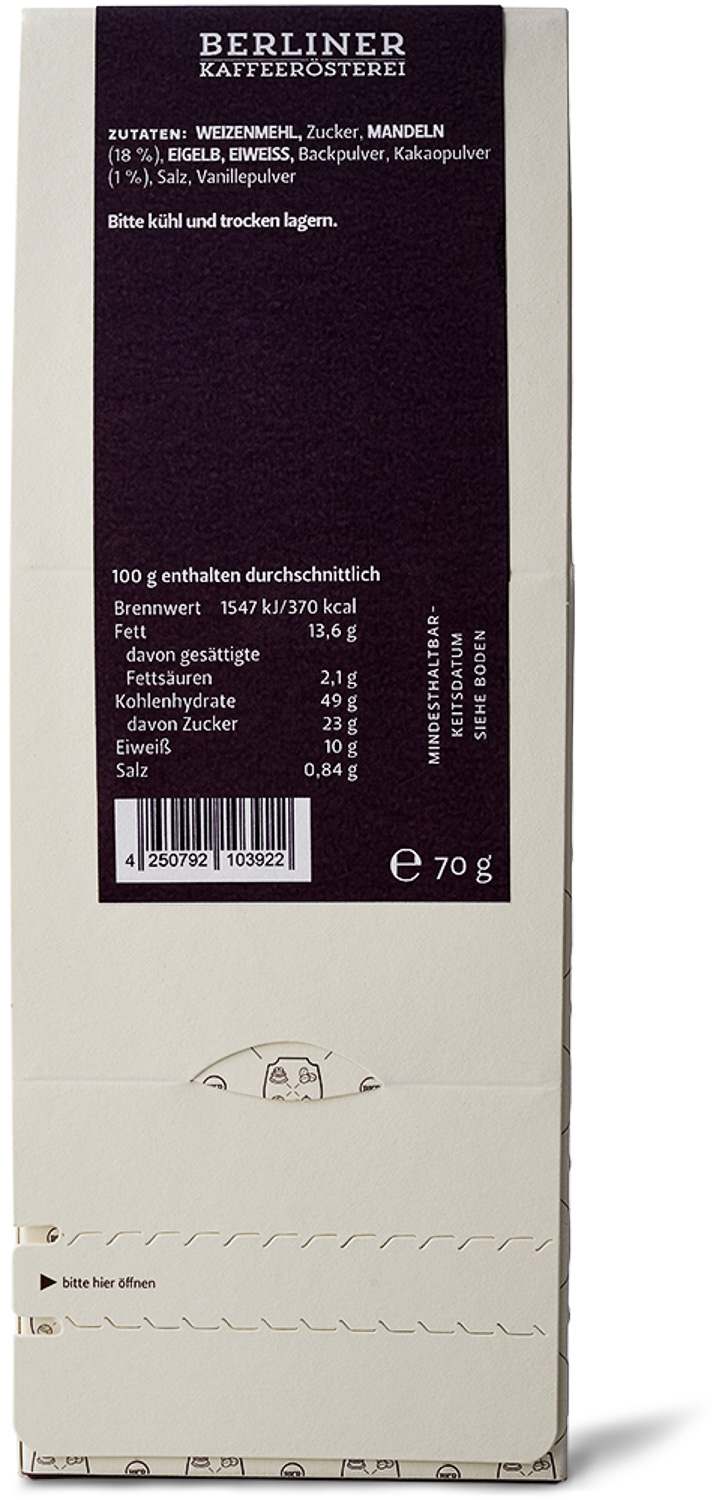 BERLINER
KAFFEERÖSTEREI
ZUTATEN: WEIZENMEHL, Zucker, MANDELN
(18 %), EIGELB, EIWEISS, Backpulver, Kakaopulver
(1 %), Salz, Vanillepulver
Bitte kühl und trocken lagern.
100 g enthalten durchschnittlich
Brennwert 1547 kJ/370 kcal
Fett 13,6 g
davon gesättigte
Fettsäuren 2,1 g
Kohlenhydrate 49 g
davon Zucker 23 g
Eiweiß 10 g
Salz 0,84 g
MINDESTHALTBAR-
KEITSDATUM
SIEHE BODEN
4 250792 103922
℮ 70 g
bitte hier öffnen